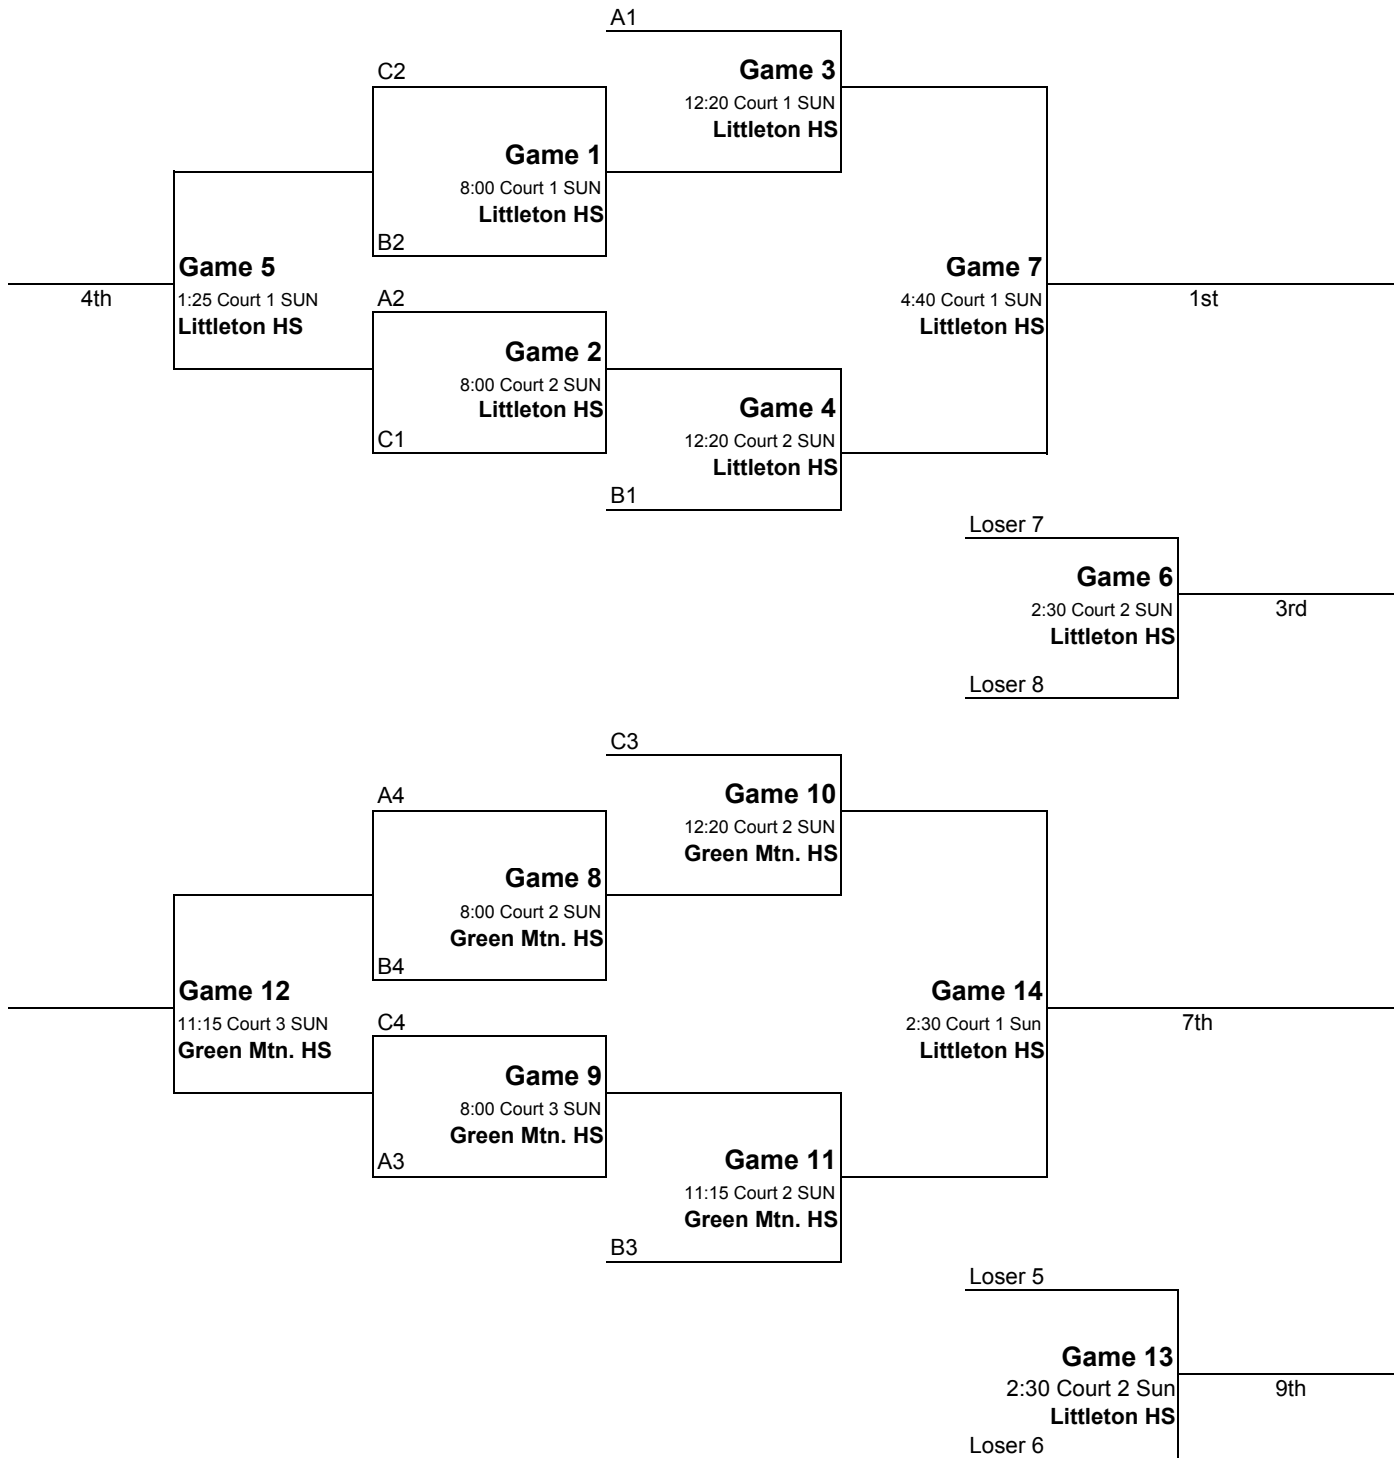 A1
Game 3
12:20 Court 1 SUN
Littleton HS
C2
Game 1
8:00 Court 1 SUN
Littleton HS
B2
Game 5
1:25 Court 1 SUN
Littleton HS
4th
A2
Game 2
8:00 Court 2 SUN
Littleton HS
C1
Game 4
12:20 Court 2 SUN
Littleton HS
B1
Game 7
4:40 Court 1 SUN
Littleton HS
1st
Loser 7
Game 6
2:30 Court 2 SUN
Littleton HS
3rd
Loser 8
C3
Game 10
12:20 Court 2 SUN
Green Mtn. HS
A4
Game 8
8:00 Court 2 SUN
Green Mtn. HS
B4
Game 12
11:15 Court 3 SUN
Green Mtn. HS
C4
Game 9
8:00 Court 3 SUN
Green Mtn. HS
A3
Game 11
11:15 Court 2 SUN
Green Mtn. HS
B3
Game 14
2:30 Court 1 Sun
Littleton HS
7th
Loser 5
Game 13
2:30 Court 2 Sun
Littleton HS
9th
Loser 6